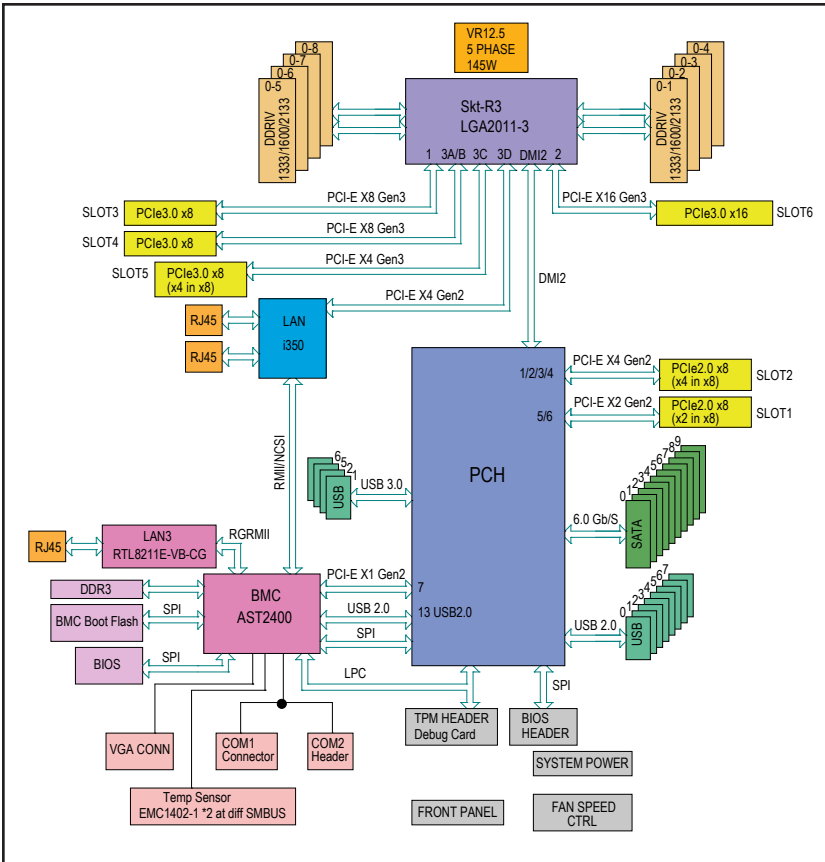 VR12.5
5 PHASE
145W
0-8
0-7
0-6
0-5
DDRIV
1333/1600/2133
0-4
0-3
0-2
0-1
DDRIV
1333/1600/2133
Skt-R3
LGA2011-3
1 3A/B 3C 3D DMI2 2
SLOT3
PCIe3.0 x8
PCI-E X8 Gen3
PCI-E X16 Gen3
PCIe3.0 x16
SLOT6
SLOT4
PCIe3.0 x8
PCI-E X8 Gen3
SLOT5
PCIe3.0 x8
(x4 in x8)
PCI-E X4 Gen3
DMI2
PCI-E X4 Gen2
RJ45
RJ45
LAN
i350
PCH
1/2/3/4
PCI-E X4 Gen2
PCIe2.0 x8
(x4 in x8)
SLOT2
5/6
PCI-E X2 Gen2
PCIe2.0 x8
(x2 in x8)
SLOT1
RMII/NCSI
6
5
2
1
USB
USB 3.0
6.0 Gb/S
0
1
2
3
4
5
6
7
8
9
SATA
RJ45
LAN3
RTL8211E-VB-CG
RGRMII
BMC
AST2400
DDR3
BMC Boot Flash
SPI
BIOS
SPI
PCI-E X1 Gen2
7
USB 2.0
13 USB2.0
SPI
LPC
USB 2.0
0
1
2
3
4
5
6
7
USB
SPI
VGA CONN
COM1
Connector
COM2
Header
TPM HEADER
Debug Card
BIOS
HEADER
SYSTEM POWER
Temp Sensor
EMC1402-1 *2 at diff SMBUS
FRONT PANEL
FAN SPEED
CTRL